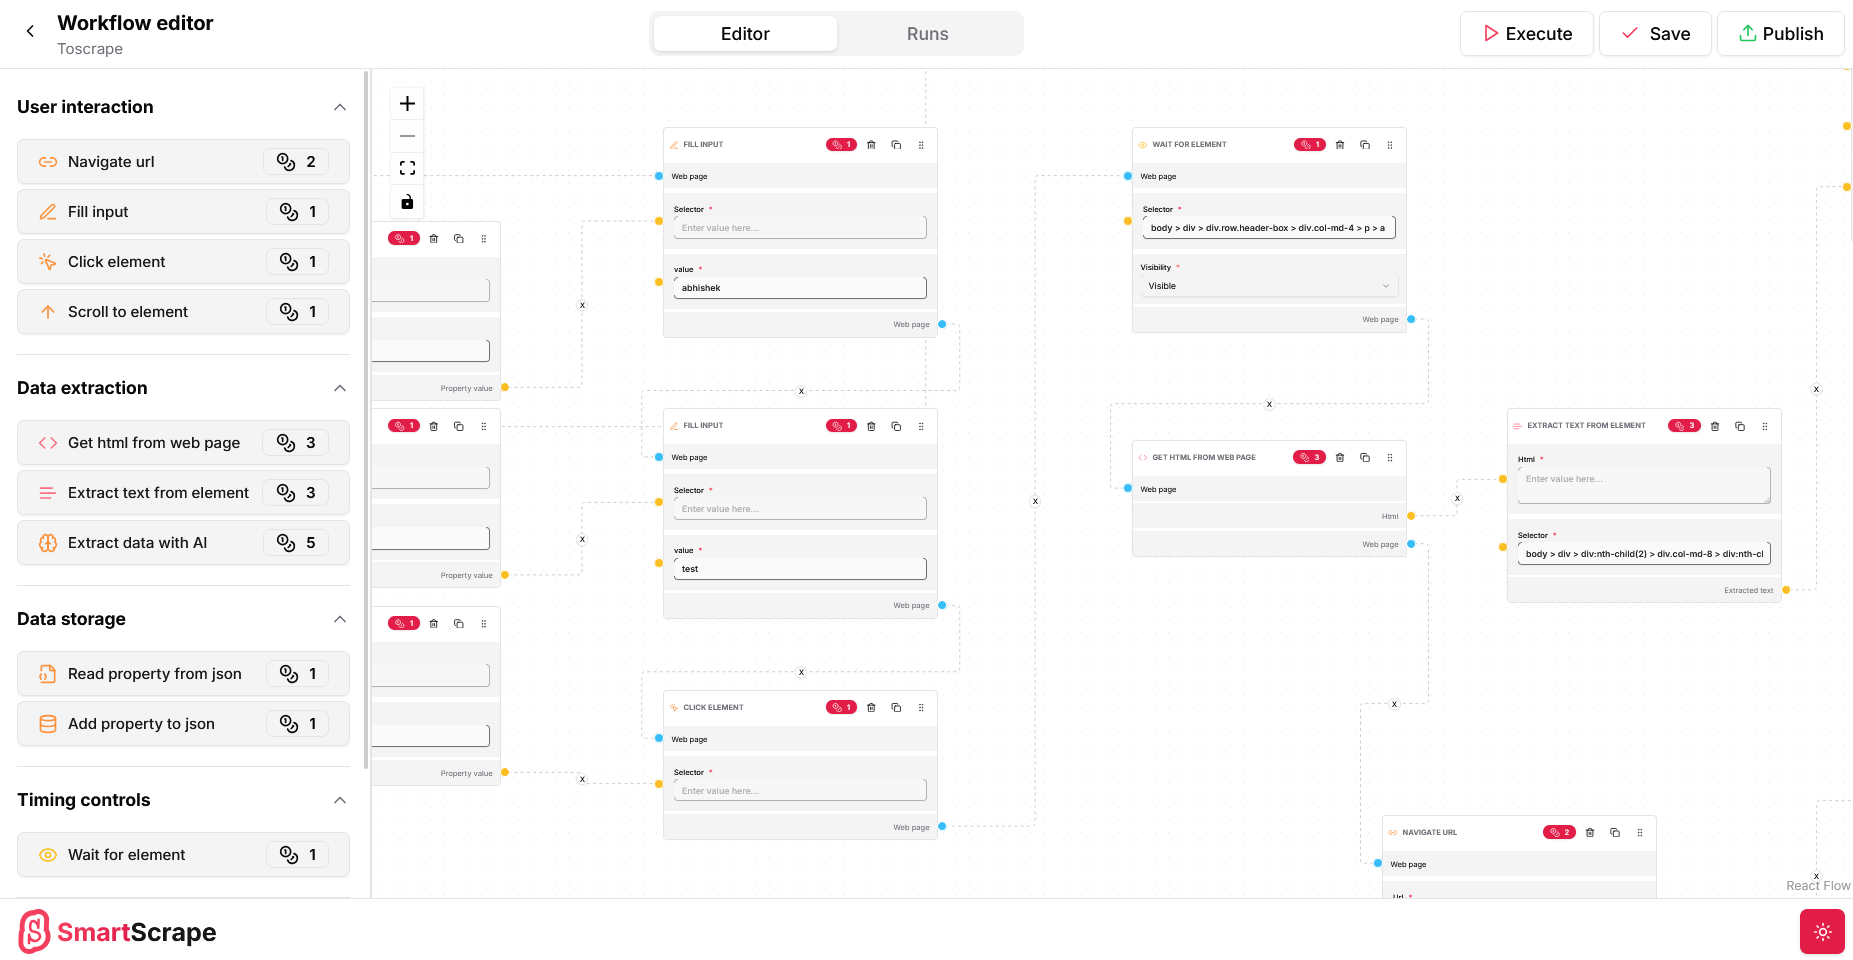 Workflow editor
Toscrape
Editor
Runs
Execute
Save
Publish
User interaction
Navigate url
2
Fill input
1
Click element
1
Scroll to element
1
Data extraction
Get html from web page
3
Extract text from element
3
Extract data with AI
5
Data storage
Read property from json
1
Add property to json
1
Timing controls
Wait for element
1
1
Property value
1
Property value
1
Property value
X
X
X
FILL INPUT
1
Web page
Selector *
Enter value here...
value *
abhishek
Web page
X
FILL INPUT
1
Web page
Selector *
Enter value here...
value *
test
Web page
X
CLICK ELEMENT
1
Web page
Selector *
Enter value here...
Web page
X
WAIT FOR ELEMENT
1
Web page
Selector *
body > div > div.row.header-box > div.col-md-4 > p > a
Visibility *
Visible
Web page
X
GET HTML FROM WEB PAGE
3
Web page
Html
Web page
X
X
EXTRACT TEXT FROM ELEMENT
3
Html *
Enter value here...
Selector *
body > div > div:nth-child(2) > div.col-md-8 > div:nth-cl
Extracted text
X
NAVIGATE URL
2
Web page
Url *
X
React Flow
SmartScrape